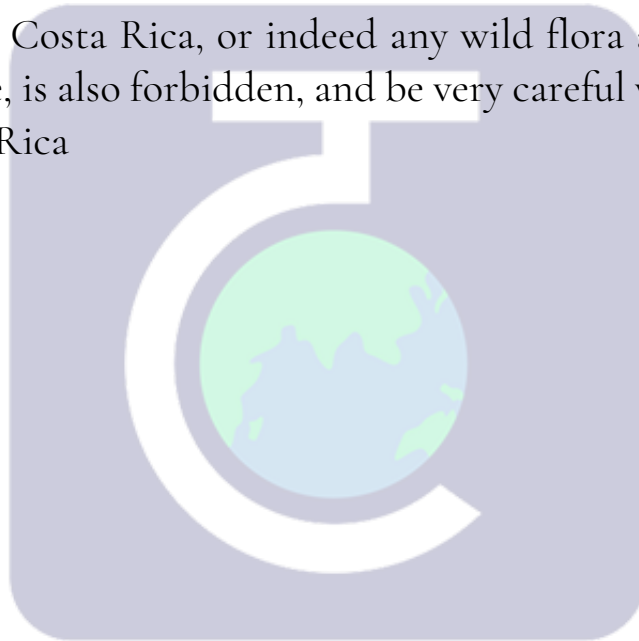 Costa Rica, or indeed any wild flora
is also forbidden, and be very careful
Rica